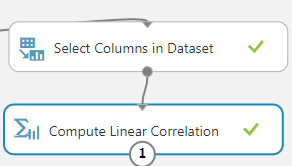 Select Columns in Dataset
Compute Linear Correlation
1